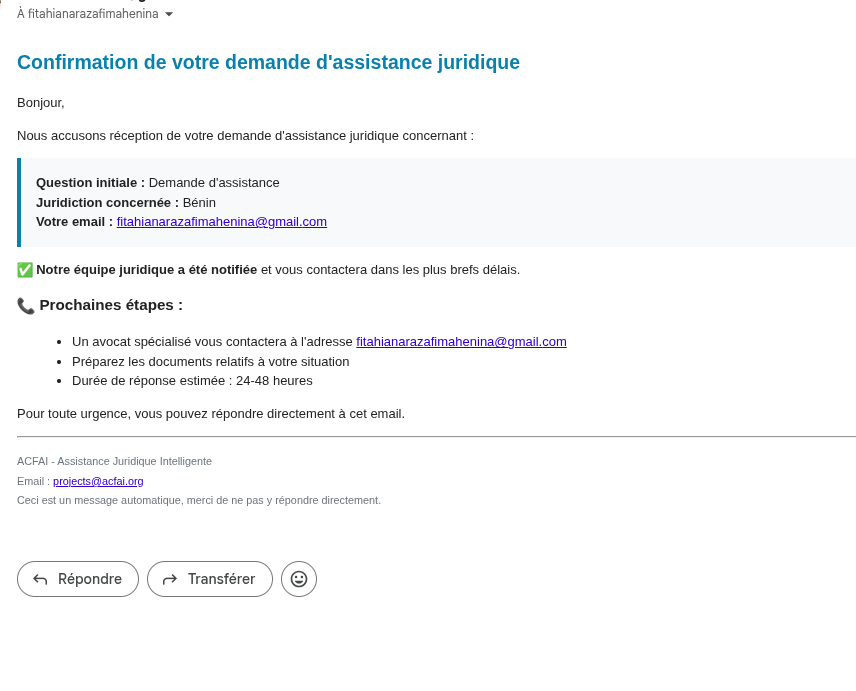 À fitahianarazafimahenina
Confirmation de votre demande d'assistance juridique
Bonjour,
Nous accusons réception de votre demande d'assistance juridique concernant :
Question initiale : Demande d'assistance
Juridiction concernée : Bénin
Votre email : fitahianarazafimahenina@gmail.com
✅ Notre équipe juridique a été notifiée et vous contactera dans les plus brefs délais.
📞 Prochaines étapes :
• Un avocat spécialisé vous contactera à l'adresse fitahianarazafimahenina@gmail.com
• Préparez les documents relatifs à votre situation
• Durée de réponse estimée : 24-48 heures
Pour toute urgence, vous pouvez répondre directement à cet email.
ACFAI - Assistance Juridique Intelligente
Email : projects@acfai.org
Ceci est un message automatique, merci de ne pas y répondre directement.
Répondre
Transférer